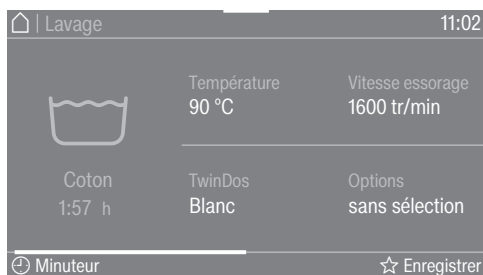 | Lavage 11:02
Température Vitesse essorage
90 °C 1600 tr/min
Coton TwinDos Options
1:57 h Blanc sans sélection
Minuteur Enregistrer